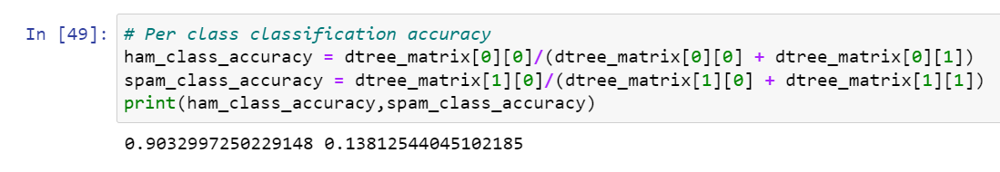 In [49]: # Per class classification accuracy
ham_class_accuracy = dtree_matrix[0][0]/(dtree_matrix[0][0] + dtree_matrix[0][1])
spam_class_accuracy = dtree_matrix[1][0]/(dtree_matrix[1][0] + dtree_matrix[1][1])
print(ham_class_accuracy,spam_class_accuracy)
0.9032997250229148 0.13812544045102185